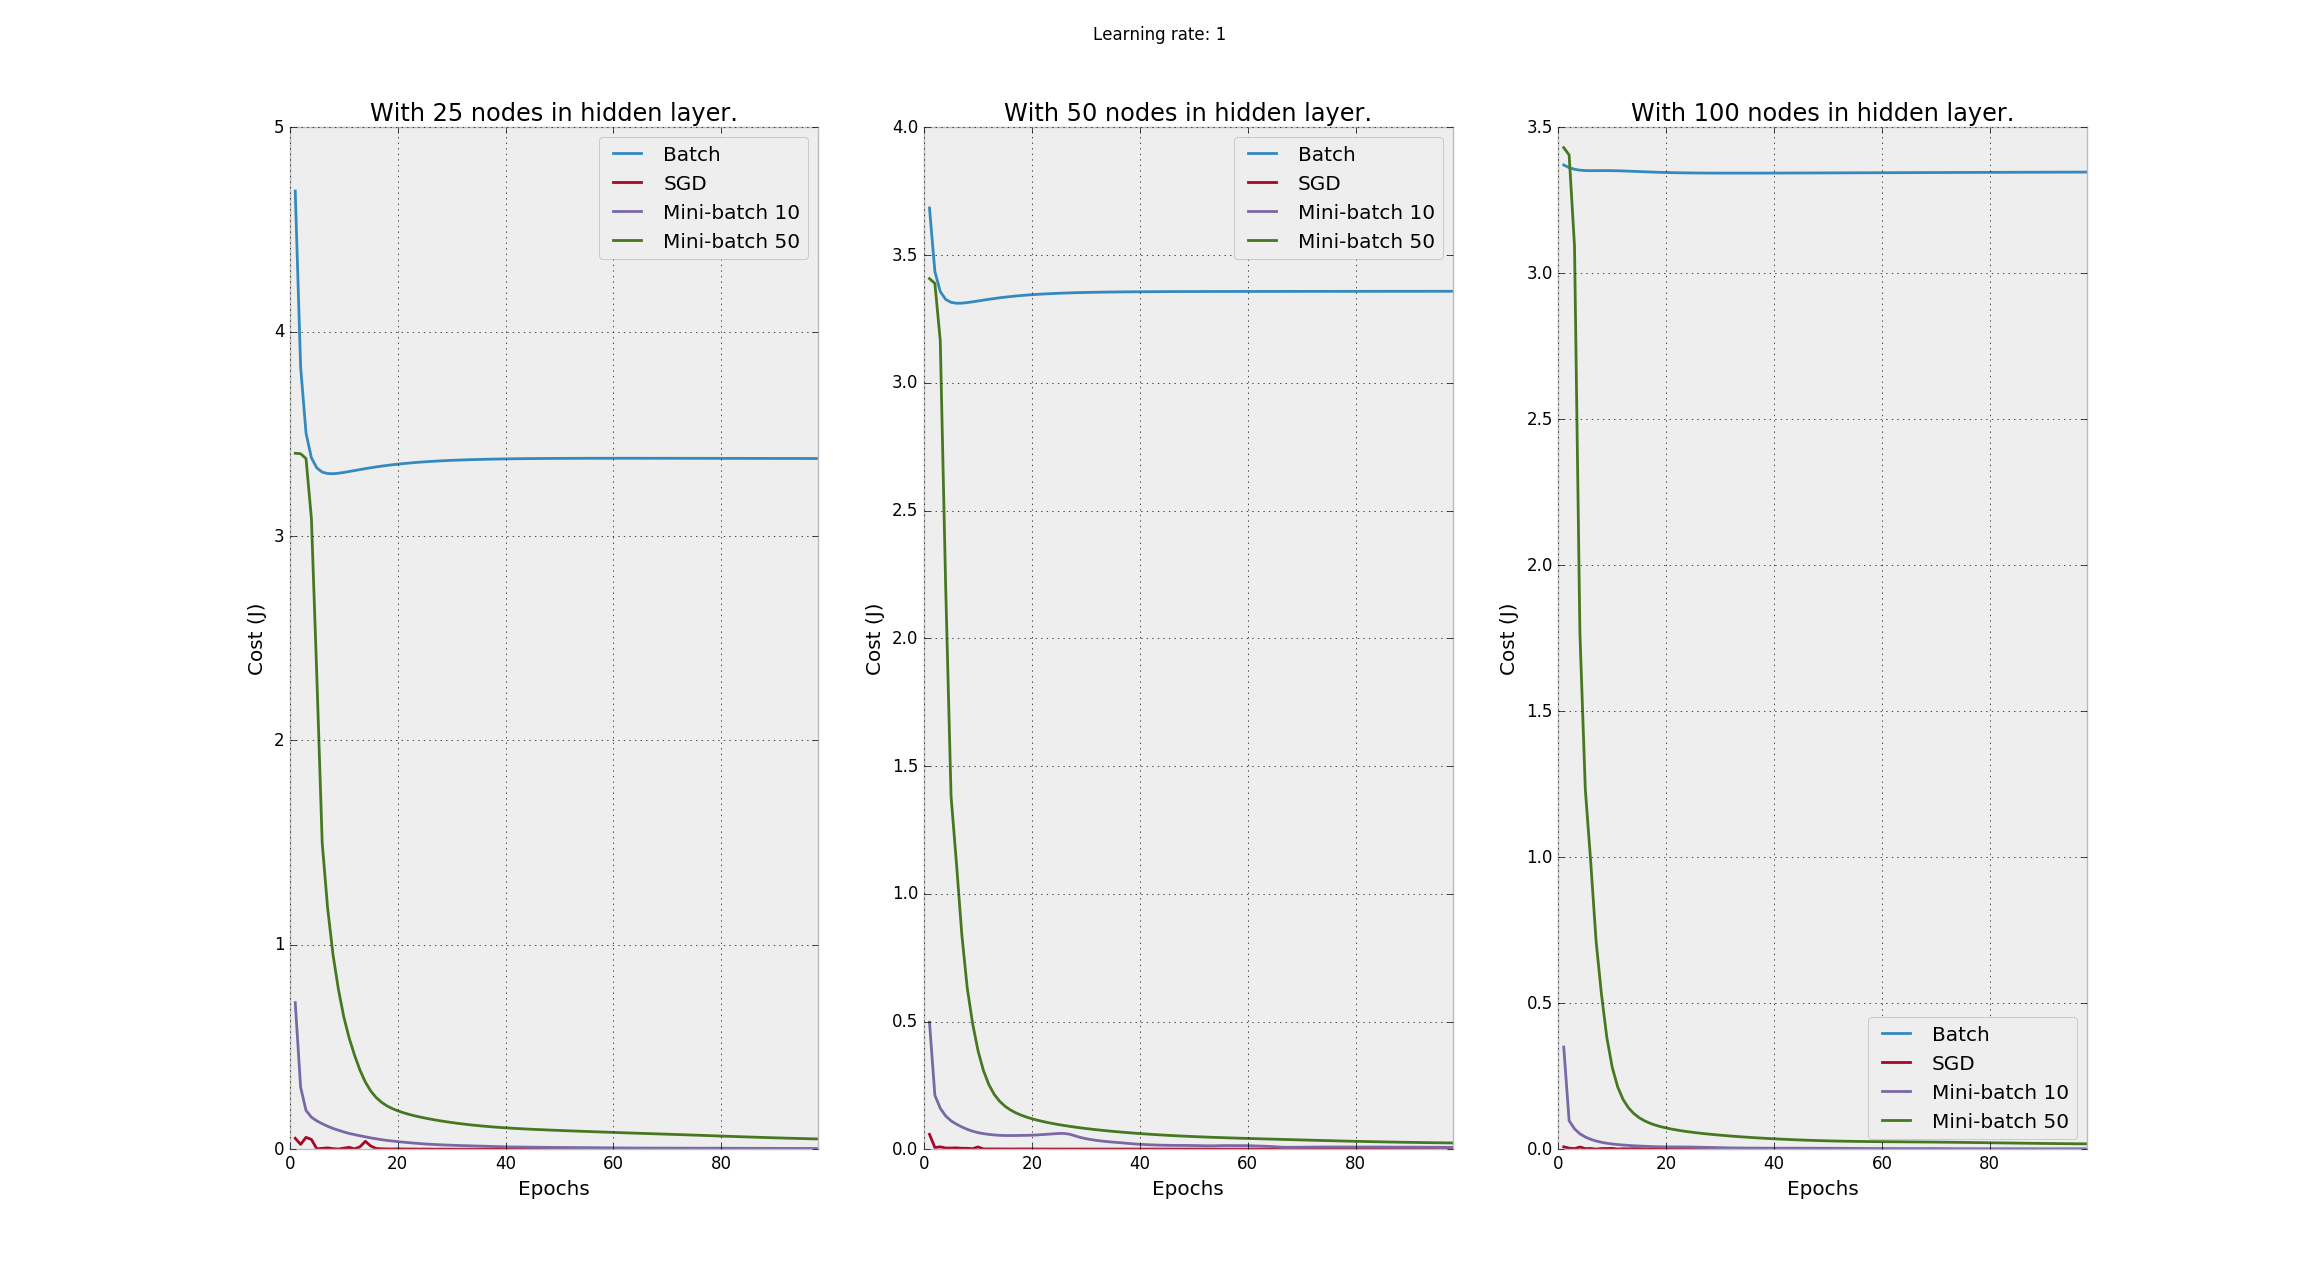 Learning rate: 1
With 25 nodes in hidden layer.
5
4
3
2
1
0
0 20 40 60 80
Cost (J)
Epochs
Batch
SGD
Mini-batch 10
Mini-batch 50
With 50 nodes in hidden layer.
4.0
3.5
3.0
2.5
2.0
1.5
1.0
0.5
0.0
0 20 40 60 80
Cost (J)
Epochs
Batch
SGD
Mini-batch 10
Mini-batch 50
With 100 nodes in hidden layer.
3.5
3.0
2.5
2.0
1.5
1.0
0.5
0.0
0 20 40 60 80
Cost (J)
Epochs
Batch
SGD
Mini-batch 10
Mini-batch 50